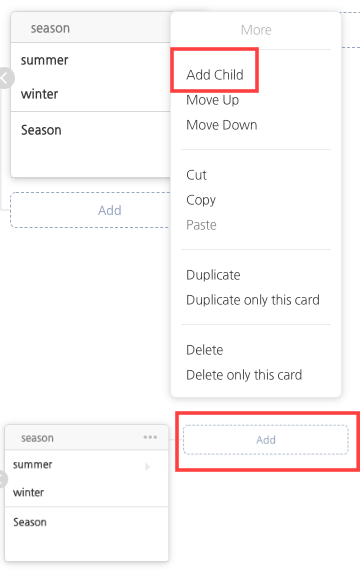 season
summer
winter
Season
Add
More
Add Child
Move Up
Move Down
Cut
Copy
Paste
Duplicate
Duplicate only this card
Delete
Delete only this card
season
summer
winter
Season
Add